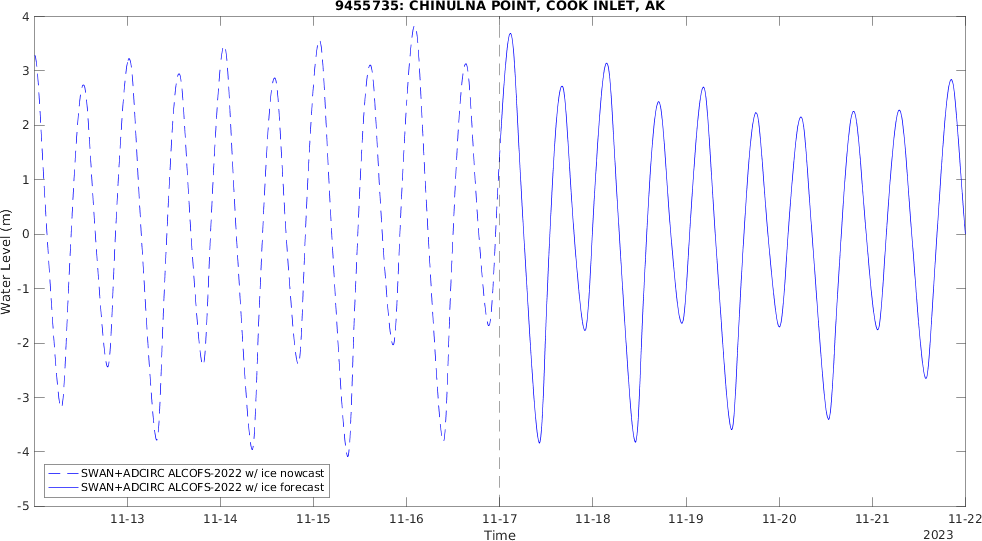 9455735: CHINULNA POINT, COOK INLET, AK
4
3
2
1
0
-1
-2
-3
-4
-5
Water Level (m)
SWAN+ADCIRC ALCOFS-2022 w/ ice nowcast
SWAN+ADCIRC ALCOFS-2022 w/ ice forecast
11-13 11-14 11-15 11-16 11-17 11-18 11-19 11-20 11-21 11-22
Time
2023